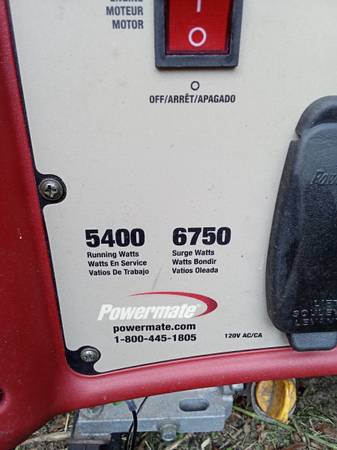 MOTEUR
MOTOR
OFF/ARRÊT/APAGADO
5400
Running Watts
Watts En Service
Vatios De Trabajo
6750
Surge Watts
Watts Bondir
Vatios Oleada
Powermate
powermate.com
1-800-445-1805
120V AC/CA